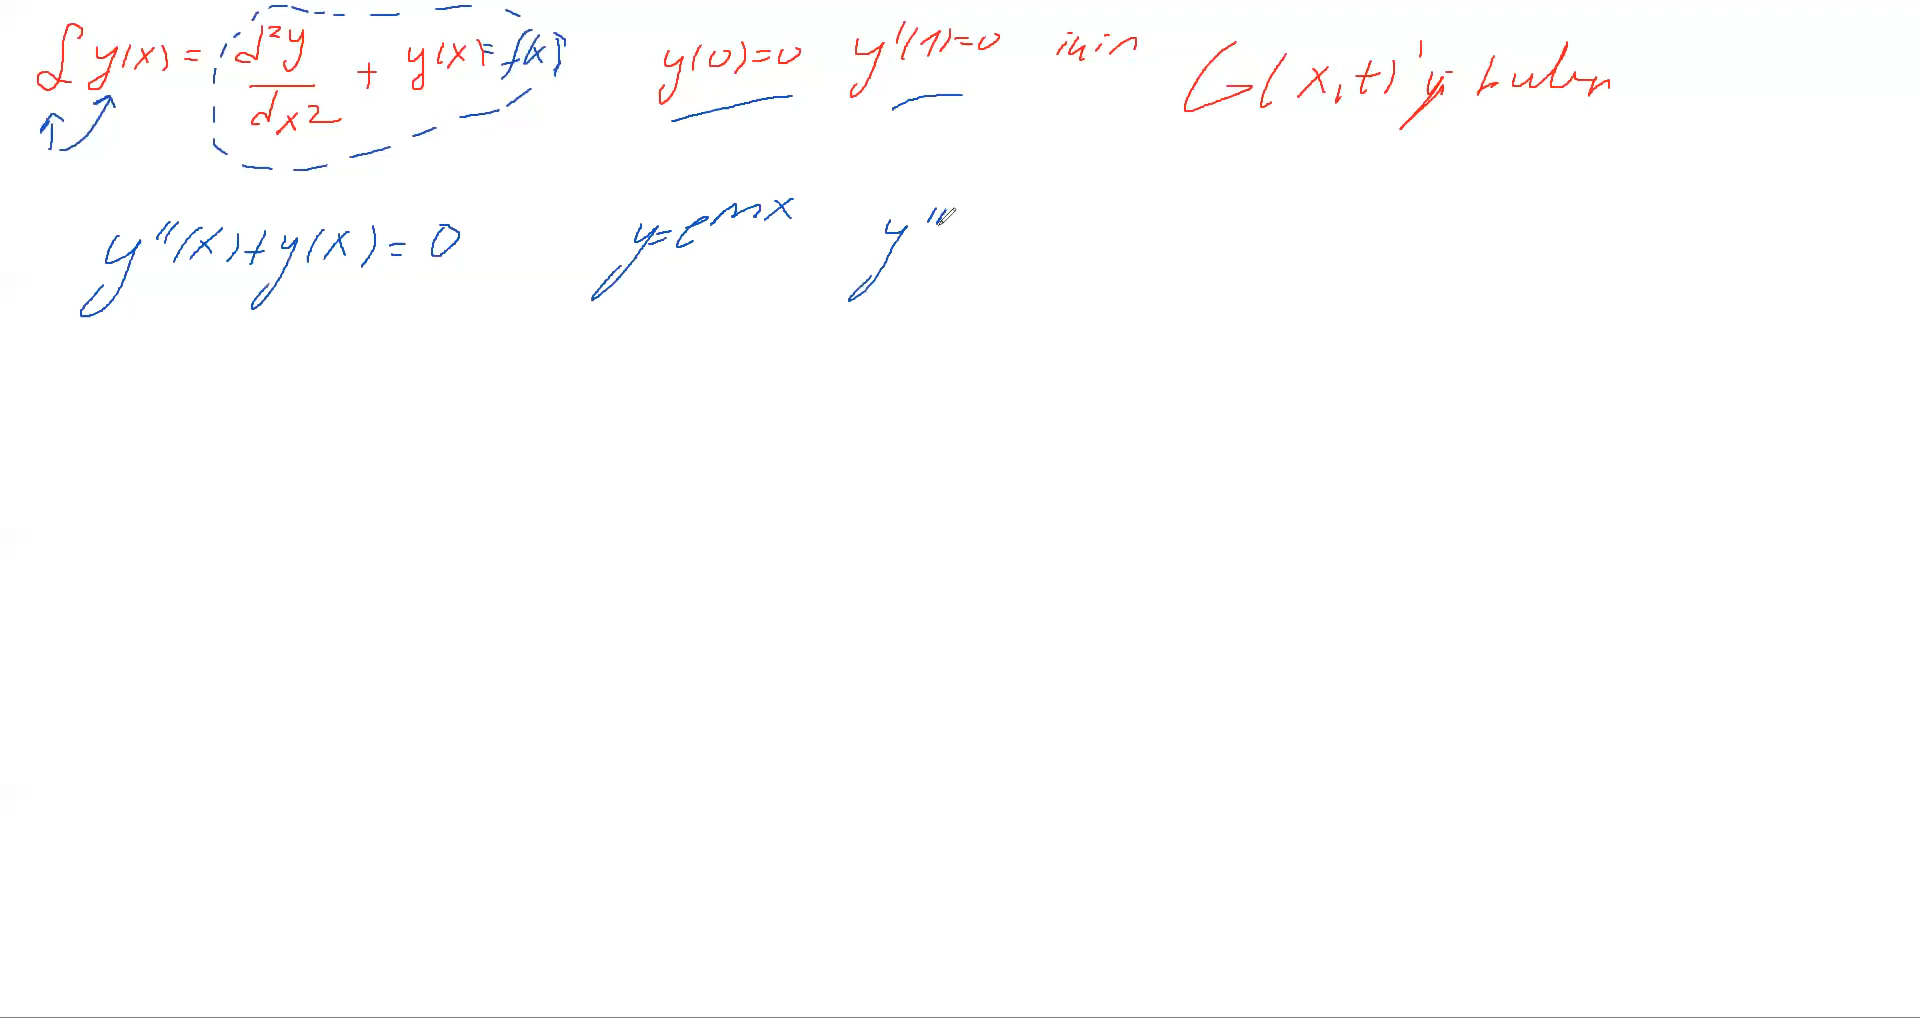 ℒ y(x) = d²y/dx² + y(x) = f(x) y(0)=0 y'(1)=0 için G(x,t)'yi bulun
y''(x)+y(x)=0 y=e^mx y''